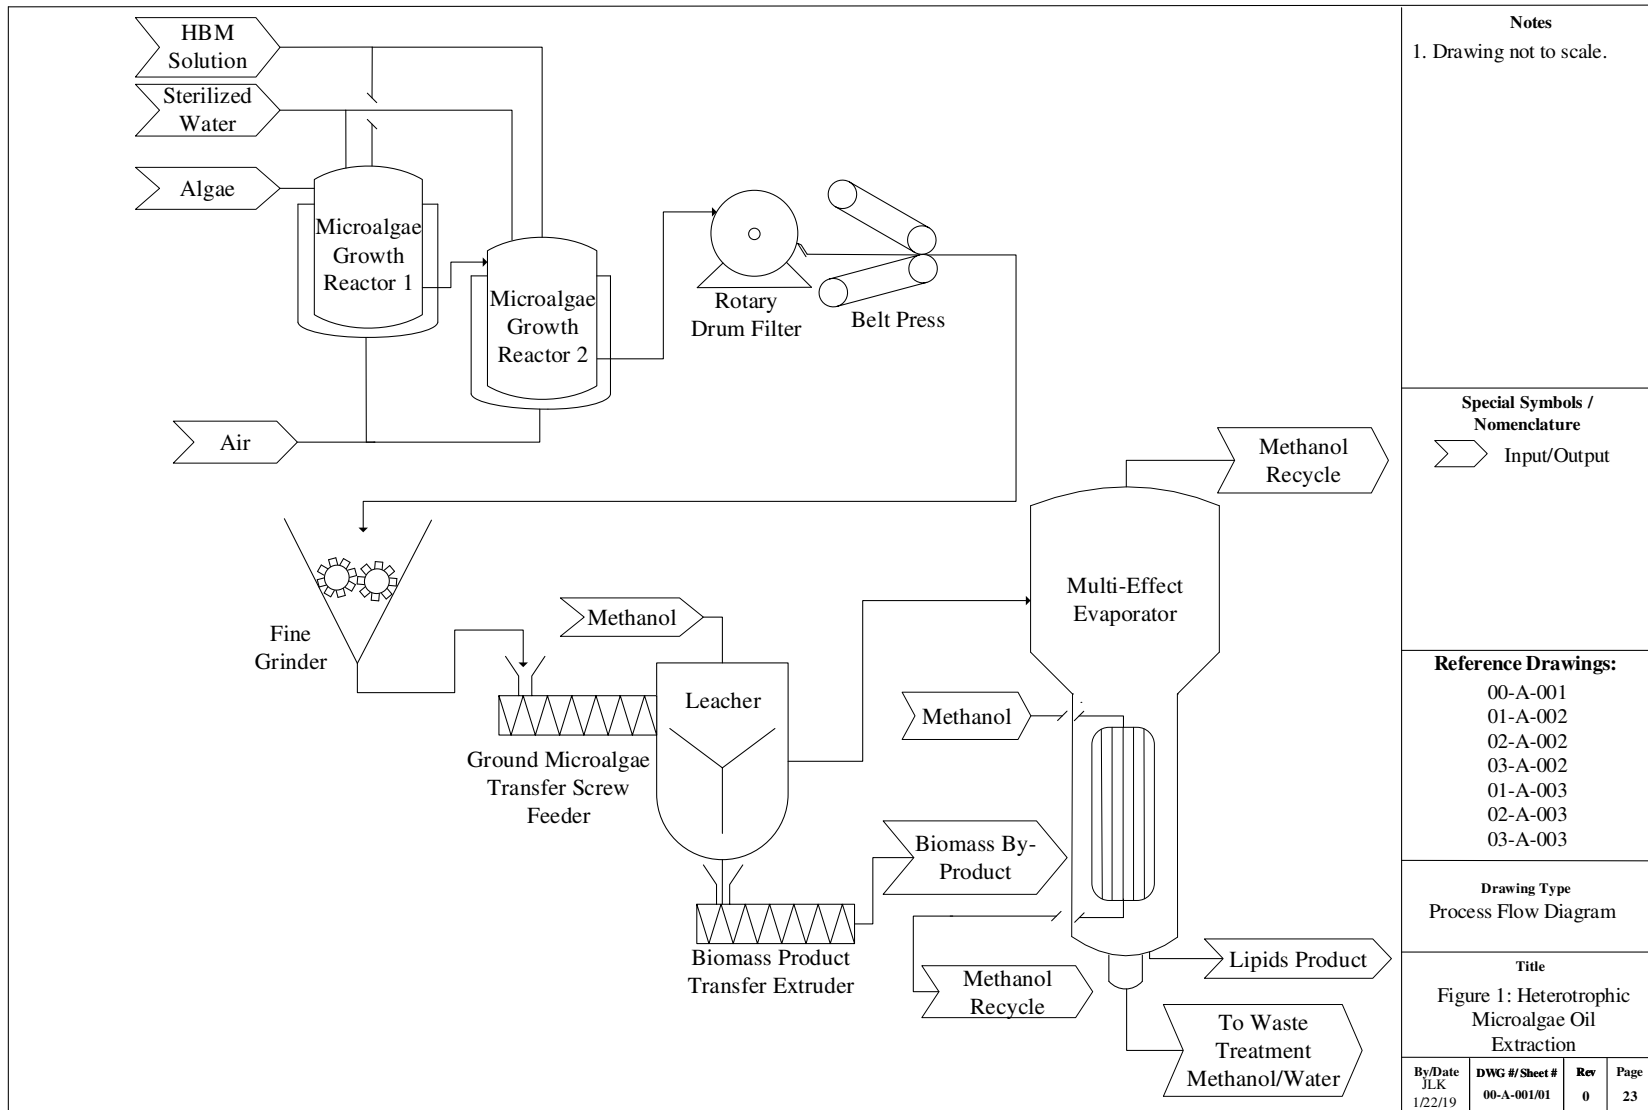 HBM
Solution
Sterilized
Water
Algae
Microalgae
Growth
Reactor 1
Microalgae
Growth
Reactor 2
Air
Rotary
Drum Filter
Belt Press
Fine
Grinder
Methanol
Leacher
Ground Microalgae
Transfer Screw
Feeder
Biomass Product
Transfer Extruder
Biomass By-
Product
Methanol
Recycle
Multi-Effect
Evaporator
Methanol
Methanol
Recycle
Lipids Product
To Waste
Treatment
Methanol/Water
Notes
1. Drawing not to scale.
Special Symbols /
Nomenclature
Input/Output
Reference Drawings:
00-A-001
01-A-002
02-A-002
03-A-002
01-A-003
02-A-003
03-A-003
Drawing Type
Process Flow Diagram
Title
Figure 1: Heterotrophic
Microalgae Oil
Extraction
By/Date
JLK
1/22/19
DWG #/ Sheet #
00-A-001/01
Rev
0
Page
23